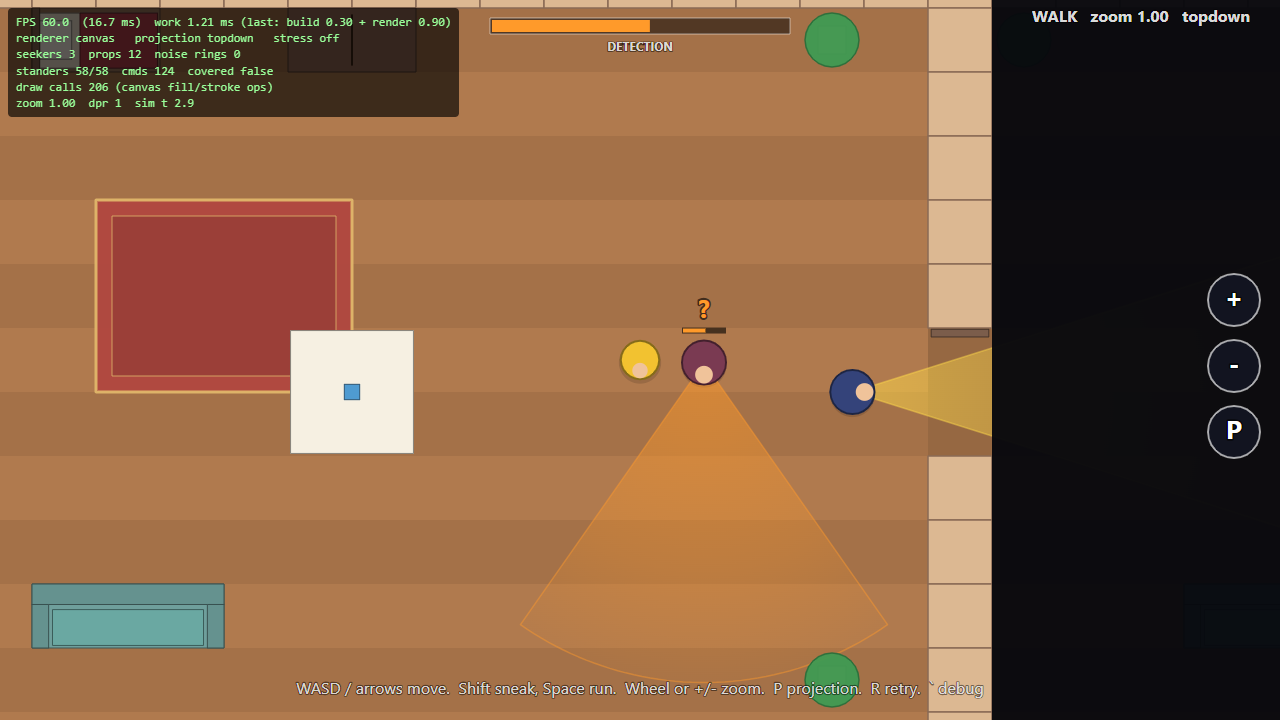 FPS 60.0  (16.7 ms)  work 1.21 ms (last: build 0.30 + render 0.90)
renderer canvas   projection topdown   stress off
seekers 3  props 12  noise rings 0
standers 58/58  cmds 124  covered false
draw calls 206 (canvas fill/stroke ops)
zoom 1.00  dpr 1  sim t 2.9
DETECTION
WALK  zoom 1.00  topdown
?
+
-
P
WASD / arrows move.  Shift sneak, Space run.  Wheel or +/- zoom.  P projection.  R retry.  ` debug